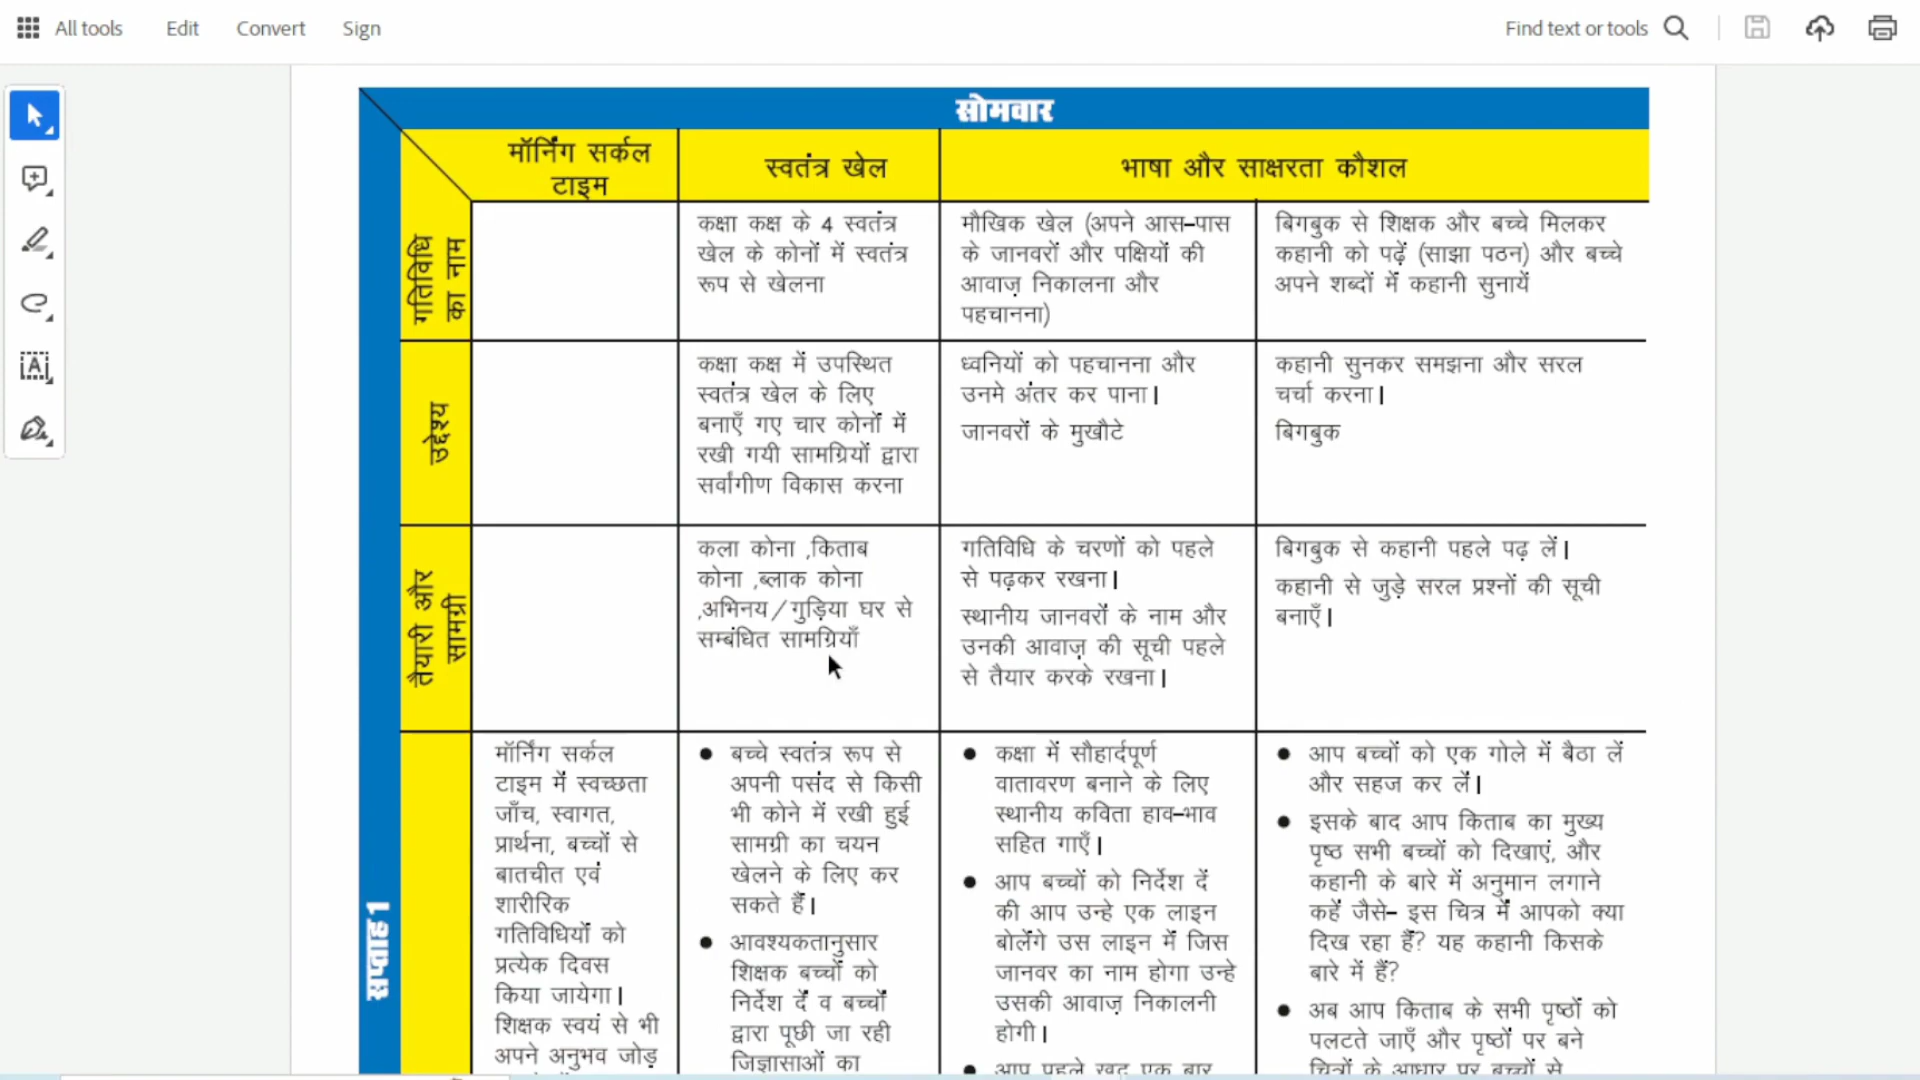 All tools Edit Convert Sign Find text or tools
सोमवार
मॉर्निंग सर्कल
टाइम
स्वतंत्र खेल
भाषा और साक्षरता कौशल
गतिविधि
का नाम
कक्षा कक्ष के 4 स्वतंत्र
खेल के कोनों में स्वतंत्र
रूप से खेलना
मौखिक खेल (अपने आस–पास
के जानवरों और पक्षियों की
आवाज़ निकालना और
पहचानना)
बिगबुक से शिक्षक और बच्चे मिलकर
कहानी को पढ़ें (साझा पठन) और बच्चे
अपने शब्दों में कहानी सुनायें
उद्देश्य
कक्षा कक्ष में उपस्थित
स्वतंत्र खेल के लिए
बनाएँ गए चार कोनों में
रखी गयी सामग्रियों द्वारा
सर्वांगीण विकास करना
ध्वनियों को पहचानना और
उनमे अंतर कर पाना।
जानवरों के मुखौटे
कहानी सुनकर समझना और सरल
चर्चा करना।
बिगबुक
तैयारी और
सामग्री
कला कोना ,किताब
कोना ,ब्लाक कोना
,अभिनय/गुड़िया घर से
सम्बंधित सामग्रियाँ
गतिविधि के चरणों को पहले
से पढ़कर रखना।
स्थानीय जानवरों के नाम और
उनकी आवाज़ की सूची पहले
से तैयार करके रखना।
बिगबुक से कहानी पहले पढ़ लें।
कहानी से जुड़े सरल प्रश्नों की सूची
बनाएँ।
सप्ताह 1
मॉर्निंग सर्कल
टाइम में स्वच्छता
जाँच, स्वागत,
प्रार्थना, बच्चों से
बातचीत एवं
शारीरिक
गतिविधियों को
प्रत्येक दिवस
किया जायेगा।
शिक्षक स्वयं से भी
अपने अनुभव जोड़
● बच्चे स्वतंत्र रूप से
अपनी पसंद से किसी
भी कोने में रखी हुई
सामग्री का चयन
खेलने के लिए कर
सकते हैं।
● आवश्यकतानुसार
शिक्षक बच्चों को
निर्देश दें व बच्चों
द्वारा पूछी जा रही
जिज्ञासाओं का
● कक्षा में सौहार्दपूर्ण
वातावरण बनाने के लिए
स्थानीय कविता हाव–भाव
सहित गाएँ।
● आप बच्चों को निर्देश दें
की आप उन्हे एक लाइन
बोलेंगे उस लाइन में जिस
जानवर का नाम होगा उन्हे
उसकी आवाज़ निकालनी
होगी।
● आप पहले खुद एक बार
● आप बच्चों को एक गोले में बैठा लें
और सहज कर लें।
● इसके बाद आप किताब का मुख्य
पृष्ठ सभी बच्चों को दिखाएं, और
कहानी के बारे में अनुमान लगाने
कहें जैसे– इस चित्र में आपको क्या
दिख रहा हैं? यह कहानी किसके
बारे में हैं?
● अब आप किताब के सभी पृष्ठों को
पलटते जाएँ और पृष्ठों पर बने
चित्रों के आधार पर बच्चों से